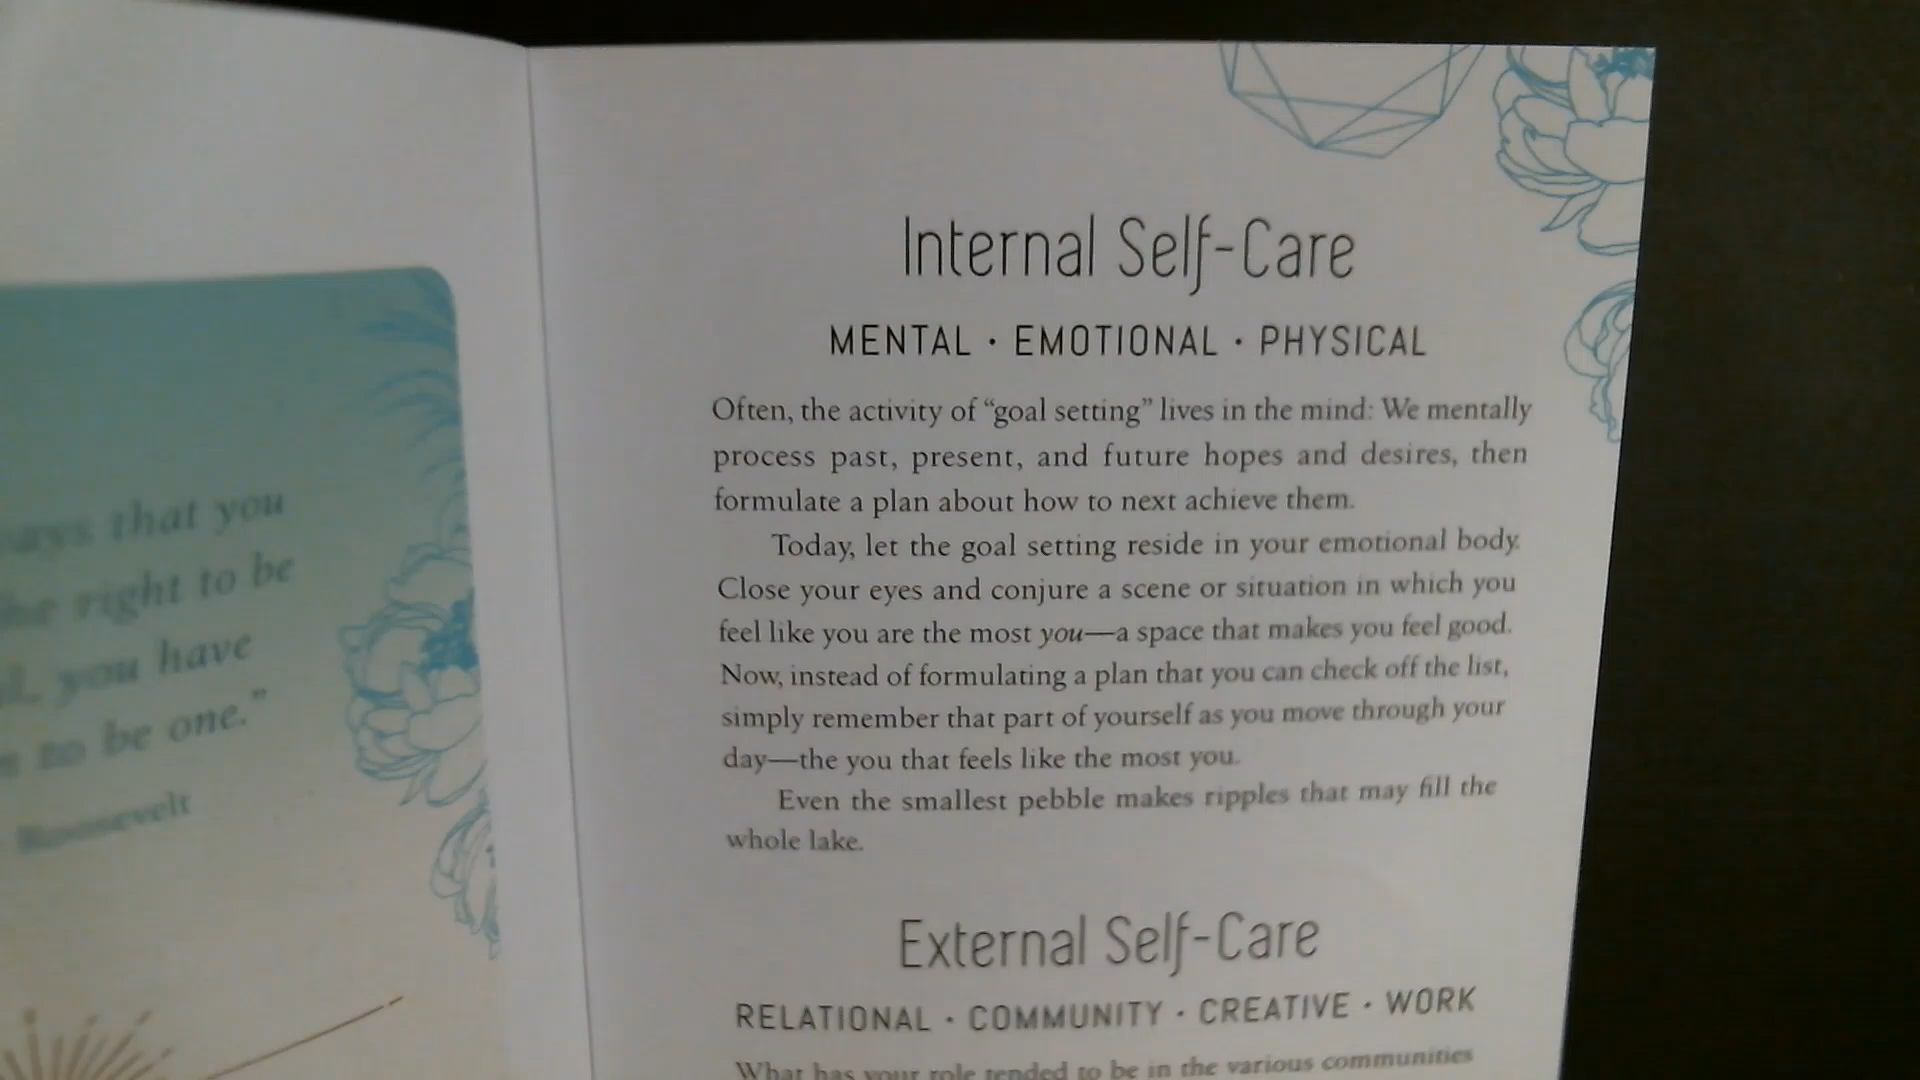 ays that you
he right to be
you have
to be one.”
Roosevelt
Internal Self-Care
MENTAL · EMOTIONAL · PHYSICAL
Often, the activity of “goal setting” lives in the mind: We mentally
process past, present, and future hopes and desires, then
formulate a plan about how to next achieve them.
Today, let the goal setting reside in your emotional body.
Close your eyes and conjure a scene or situation in which you
feel like you are the most you—a space that makes you feel good.
Now, instead of formulating a plan that you can check off the list,
simply remember that part of yourself as you move through your
day—the you that feels like the most you.
Even the smallest pebble makes ripples that may fill the
whole lake.
External Self-Care
RELATIONAL · COMMUNITY · CREATIVE · WORK
What has your role tended to be in the various communities